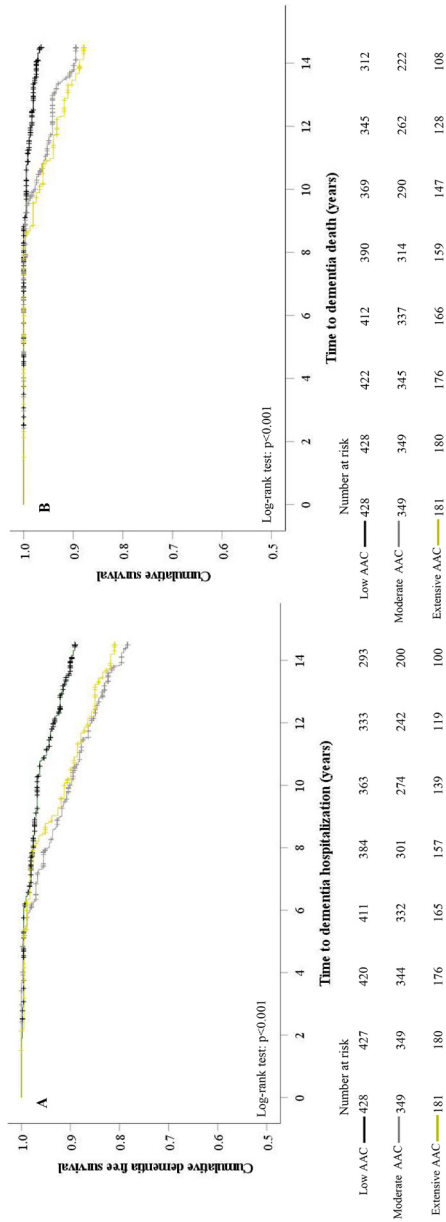 A
Cumulative dementia free survival
1.0
0.9
0.8
0.7
0.6
0.5
Log-rank test: p<0.001
0 2 4 6 8 10 12 14
Time to dementia hospitalization (years)
Number at risk
Low AAC 428 427 420 411 384 363 333 293
Moderate AAC 349 349 344 332 301 274 242 200
Extensive AAC 181 180 176 165 157 139 119 100
B
Cumulative survival
1.0
0.9
0.8
0.7
0.6
0.5
Log-rank test: p<0.001
0 2 4 6 8 10 12 14
Time to dementia death (years)
Number at risk
Low AAC 428 428 422 412 390 369 345 312
Moderate AAC 349 349 345 337 314 290 262 222
Extensive AAC 181 180 176 166 159 147 128 108